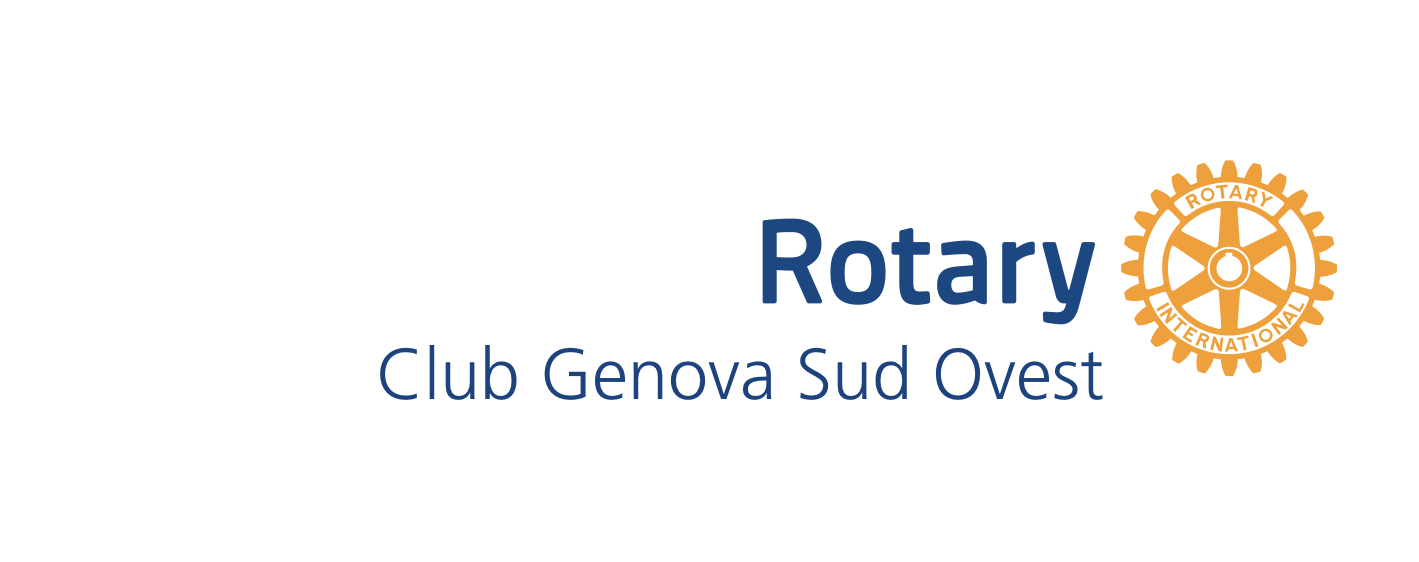 Rotary
Club Genova Sud Ovest
ROTARY
INTERNATIONAL